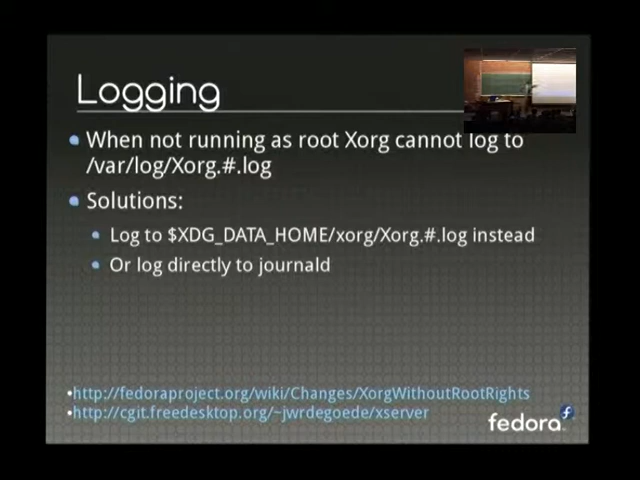 Logging
When not running as root Xorg cannot log to
/var/log/Xorg.#.log
Solutions:
Log to $XDG_DATA_HOME/xorg/Xorg.#.log instead
Or log directly to journald
http://fedoraproject.org/wiki/Changes/XorgWithoutRootRights
http://cgit.freedesktop.org/~jwrdegoede/xserver
fedora